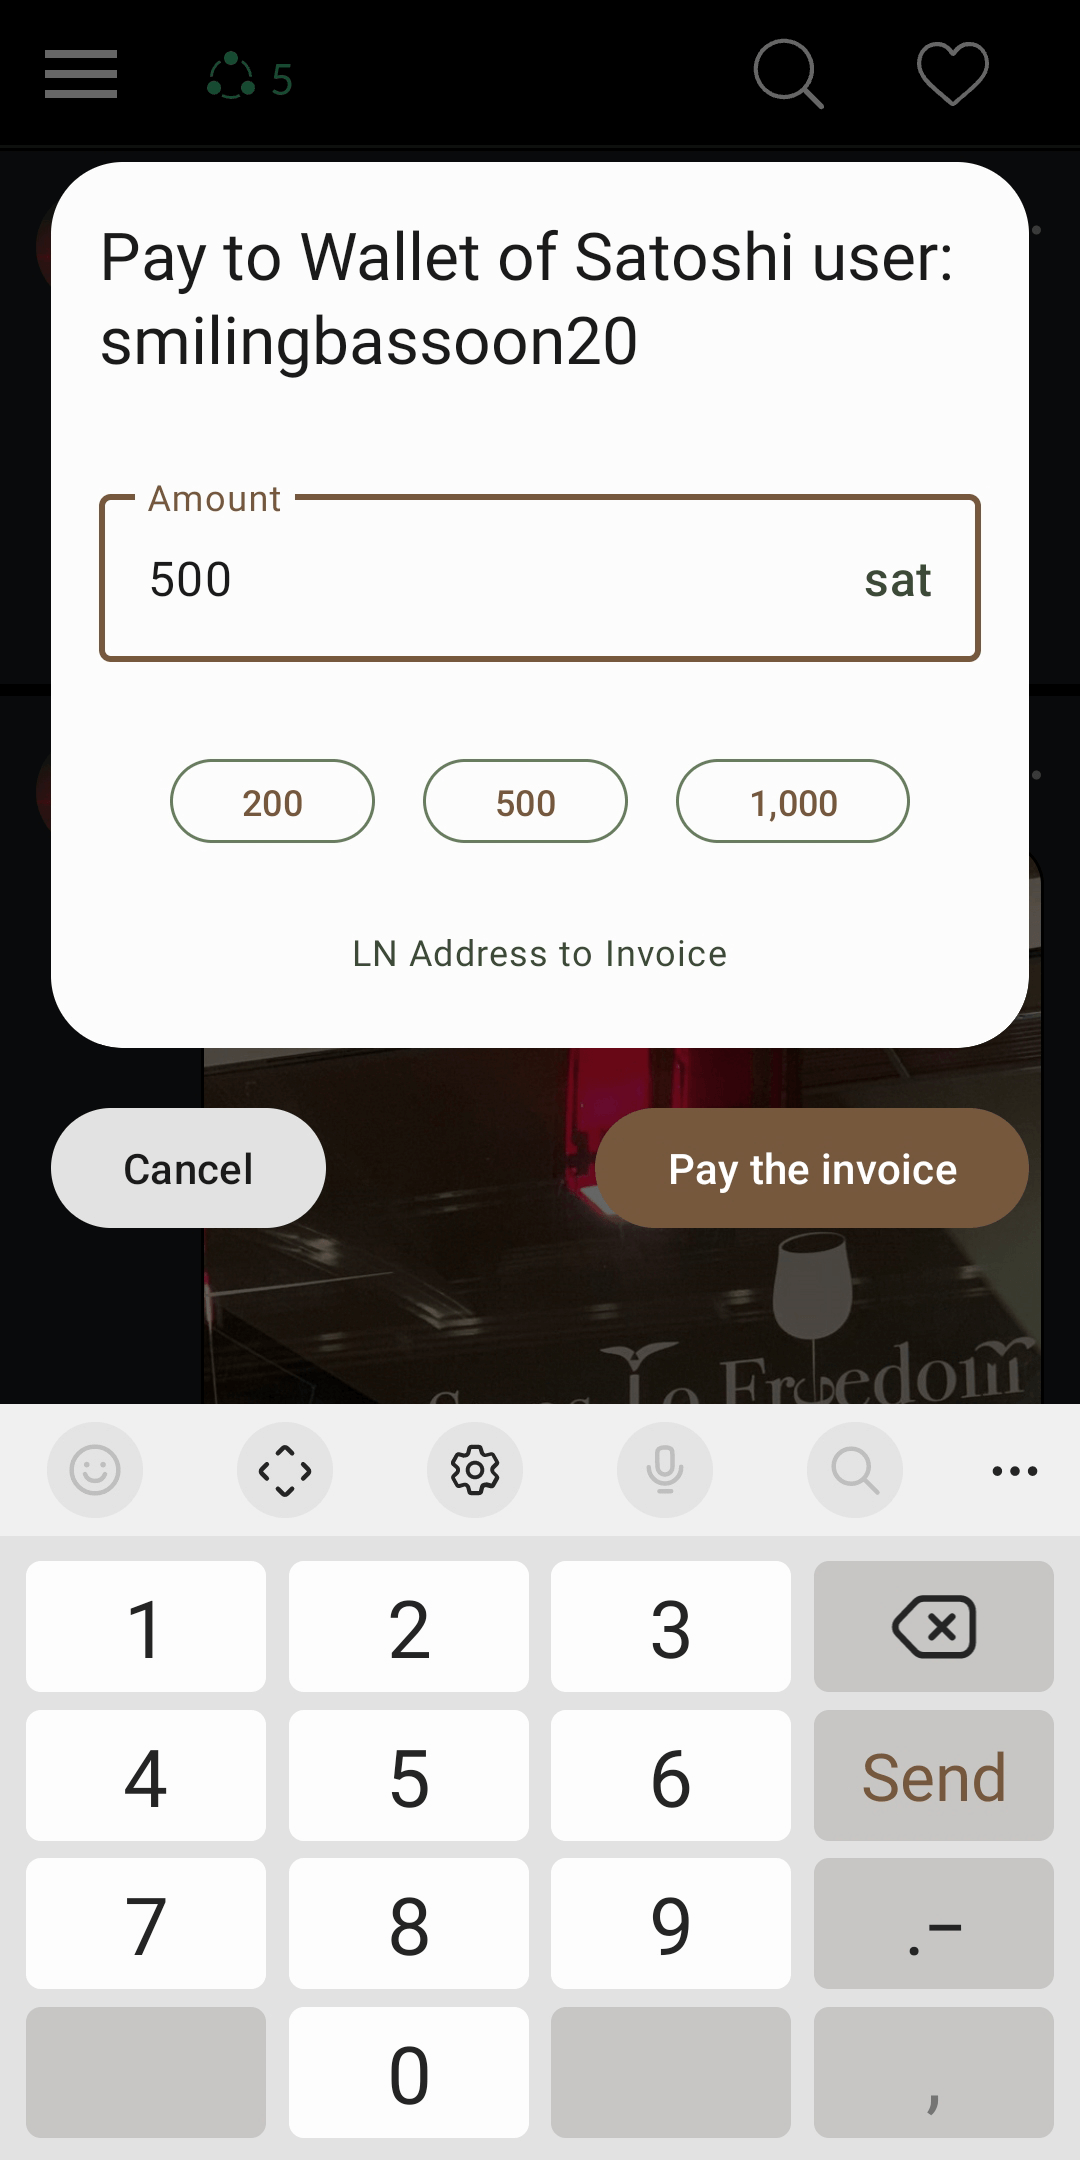 5
Pay to Wallet of Satoshi user:
smilingbassoon20
Amount
500 sat
200 500 1,000
LN Address to Invoice
Cancel Pay the invoice
To Freedom
1 2 3
4 5 6 Send
7 8 9 .–
0 ,